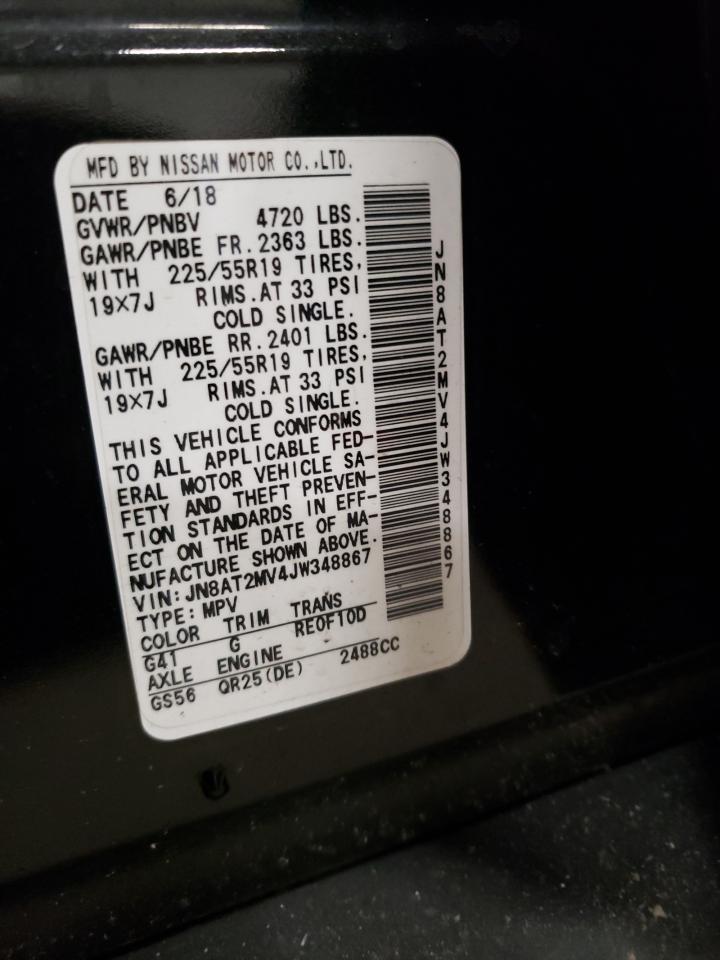 MFD BY NISSAN MOTOR CO.,LTD.
DATE 6/18
GVWR/PNBV 4720 LBS.
GAWR/PNBE FR.2363 LBS.
WITH 225/55R19 TIRES,
19X7J RIMS.AT 33 PSI
COLD SINGLE.
GAWR/PNBE RR.2401 LBS.
WITH 225/55R19 TIRES,
19X7J RIMS.AT 33 PSI
COLD SINGLE.
THIS VEHICLE CONFORMS
TO ALL APPLICABLE FED-
ERAL MOTOR VEHICLE SA-
FETY AND THEFT PREVEN-
TION STANDARDS IN EFF-
ECT ON THE DATE OF MA-
NUFACTURE SHOWN ABOVE.
VIN:JN8AT2MV4JW348867
TYPE:MPV
COLOR TRIM TRANS
G41 G RE0F10D
AXLE ENGINE
GS56 QR25(DE) 2488CC
JN8AT2MV4JW348867